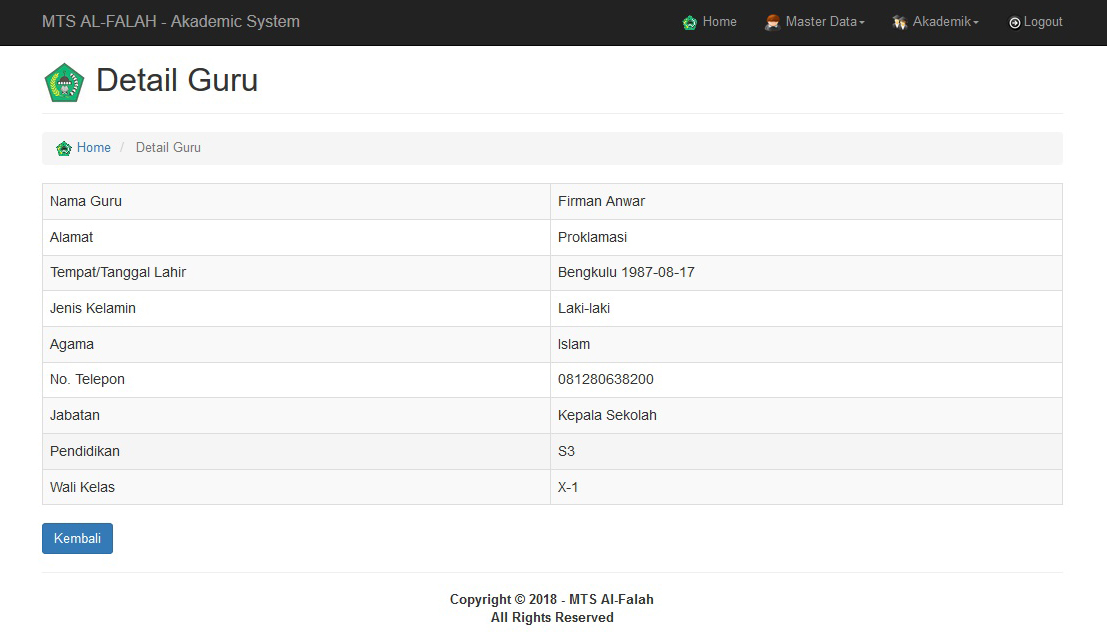 MTS AL-FALAH - Akademic System Home Master Data Akademik Logout
Detail Guru
Home / Detail Guru
Nama Guru Firman Anwar
Alamat Proklamasi
Tempat/Tanggal Lahir Bengkulu 1987-08-17
Jenis Kelamin Laki-laki
Agama Islam
No. Telepon 081280638200
Jabatan Kepala Sekolah
Pendidikan S3
Wali Kelas X-1
Kembali
Copyright © 2018 - MTS Al-Falah
All Rights Reserved